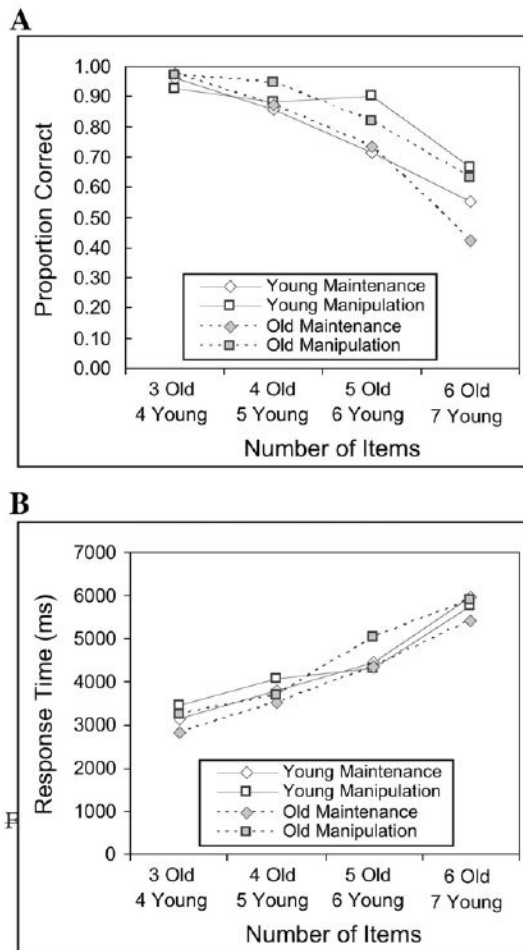 A
1.00
0.90
0.80
0.70
0.60
0.50
0.40
0.30
0.20
0.10
0.00
Proportion Correct
Young Maintenance
Young Manipulation
Old Maintenance
Old Manipulation
3 Old 4 Old 5 Old 6 Old
4 Young 5 Young 6 Young 7 Young
Number of Items
B
7000
6000
5000
4000
3000
2000
1000
0
Response Time (ms)
Young Maintenance
Young Manipulation
Old Maintenance
Old Manipulation
3 Old 4 Old 5 Old 6 Old
4 Young 5 Young 6 Young 7 Young
Number of Items